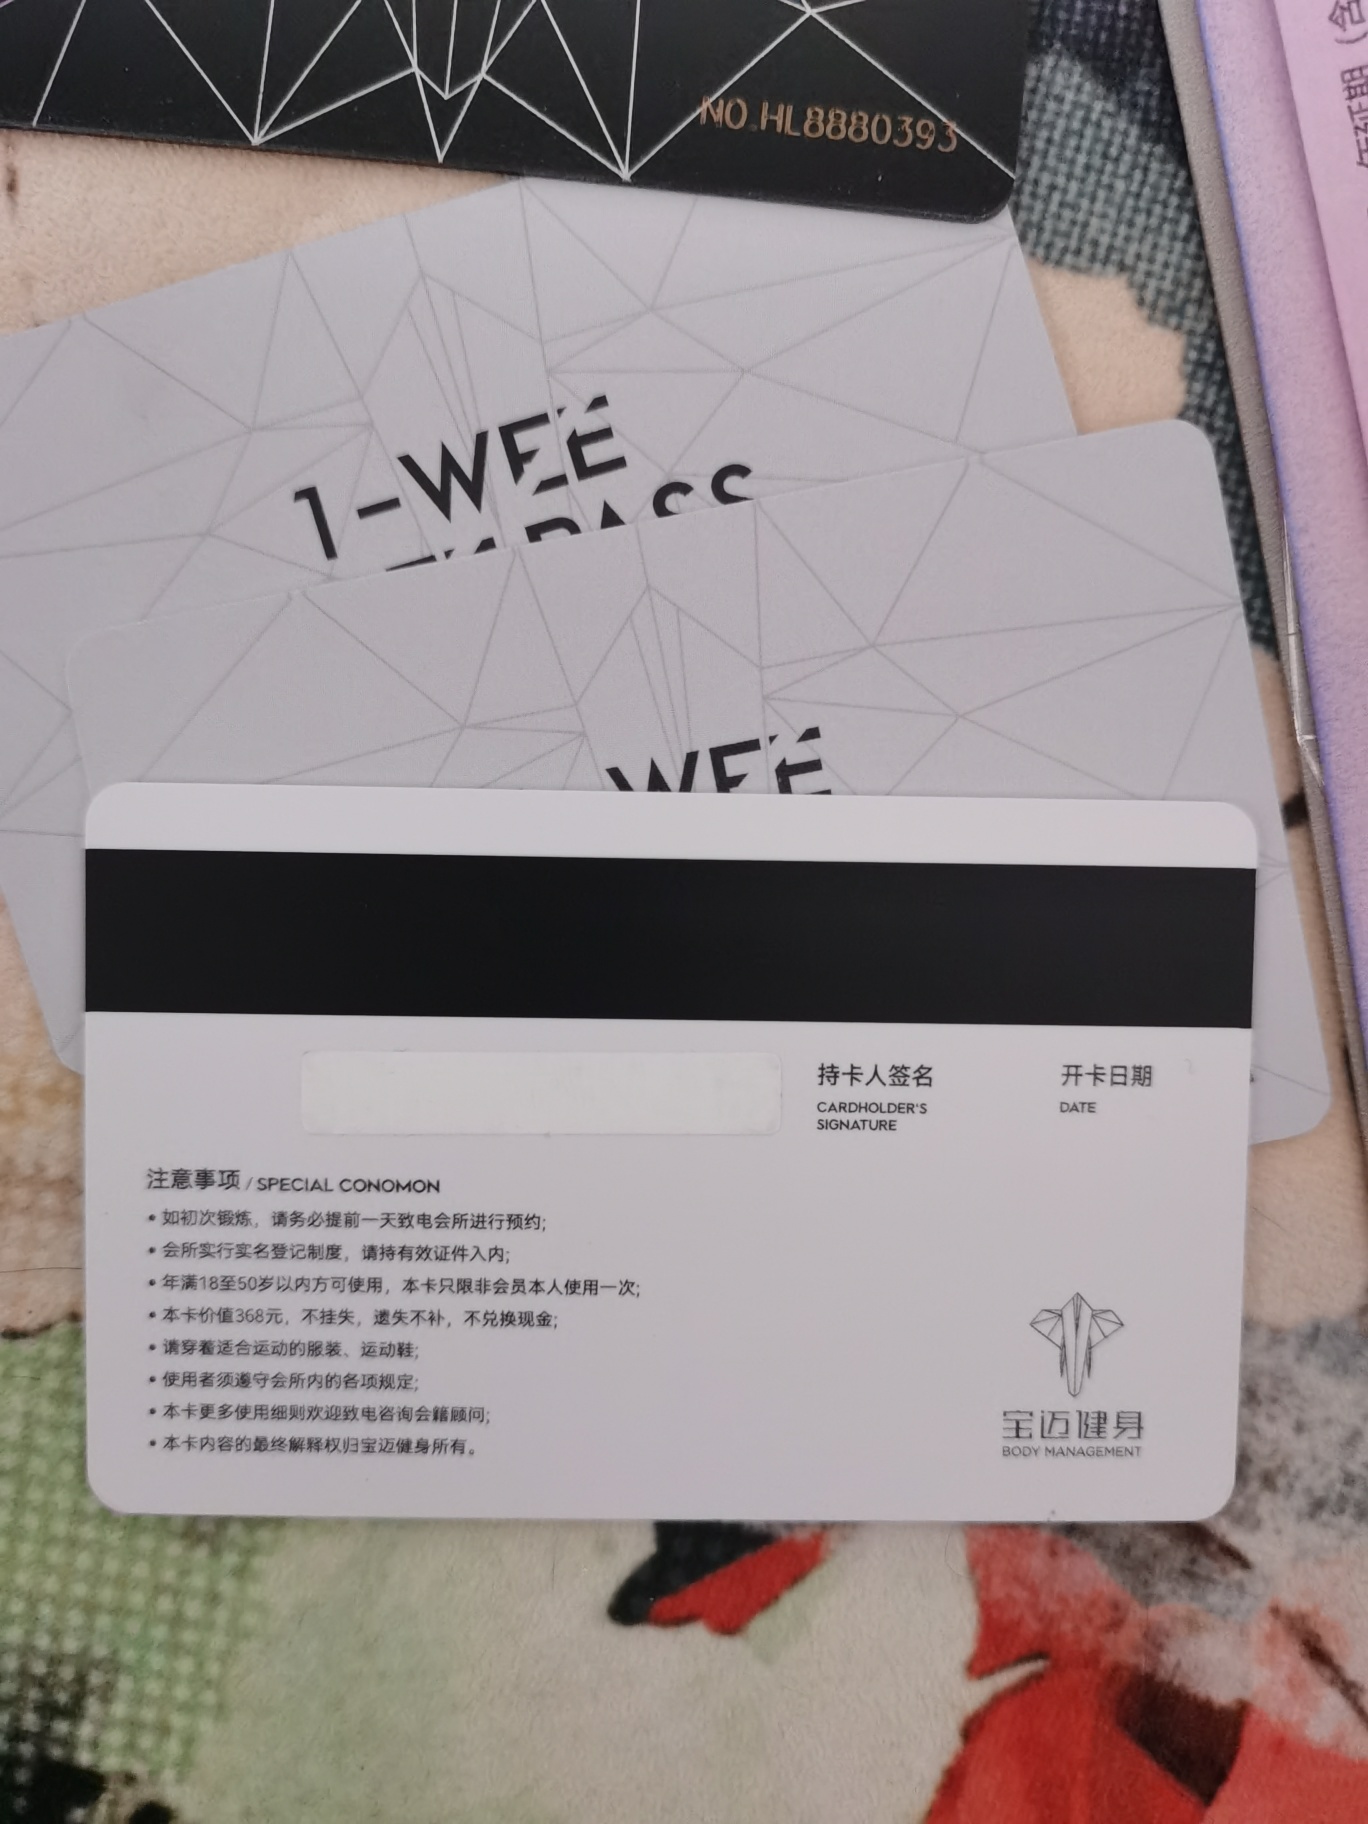 NO.HL8880393
年延期（含
1-WEE
EK PASS
WEE
持卡人签名
开卡日期
CARDHOLDER'S
SIGNATURE
DATE
注意事项 / SPECIAL CONOMON
• 如初次锻炼，请务必提前一天致电会所进行预约;
• 会所实行实名登记制度，请持有效证件入内;
• 年满18至50岁以内方可使用，本卡只限非会员本人使用一次;
• 本卡价值368元，不挂失，遗失不补，不兑换现金;
• 请穿着适合运动的服装、运动鞋;
• 使用者须遵守会所内的各项规定;
• 本卡更多使用细则欢迎致电咨询会籍顾问;
• 本卡内容的最终解释权归宝迈健身所有。
宝迈健身
BODY MANAGEMENT